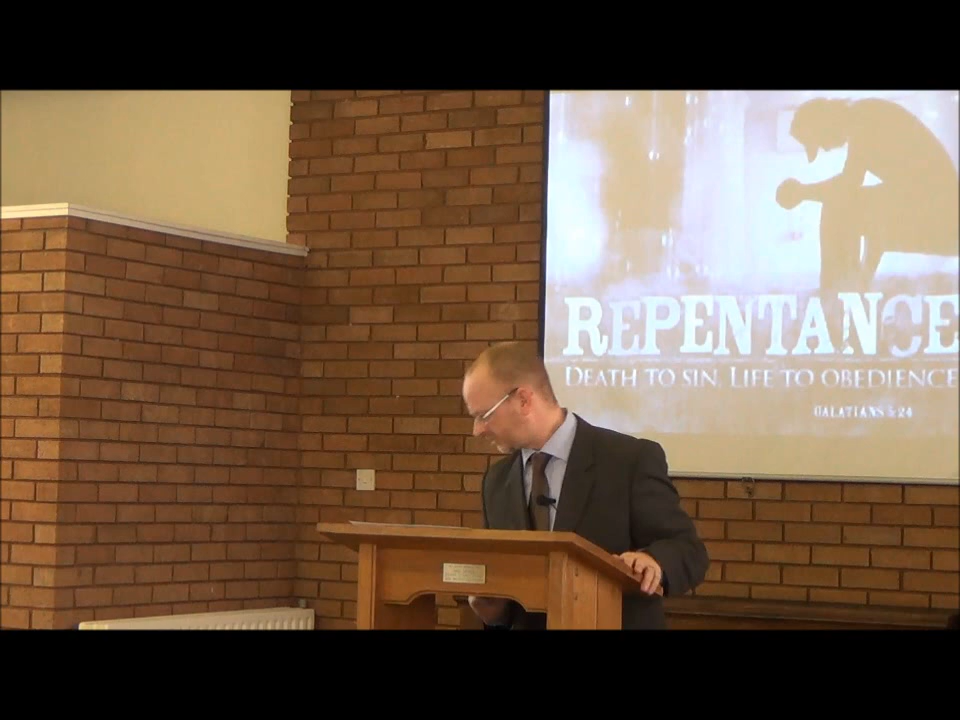 REPENTANCE
DEATH TO SIN, LIFE TO OBEDIENCE
GALATIANS 5:24